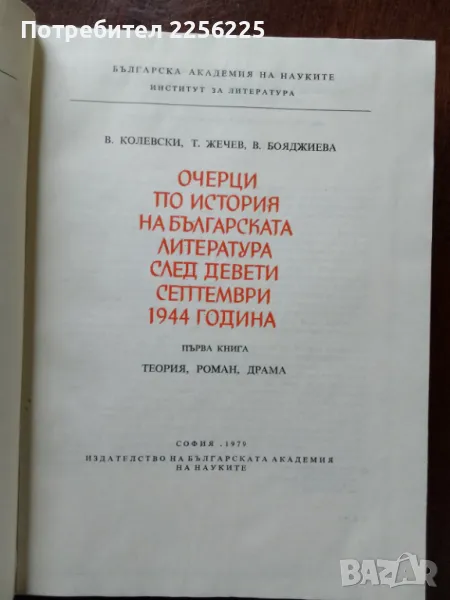 Потребител 2256225
БЪЛГАРСКА АКАДЕМИЯ НА НАУКИТЕ
ИНСТИТУТ ЗА ЛИТЕРАТУРА
В. КОЛЕВСКИ, Т. ЖЕЧЕВ, В. БОЯДЖИЕВА
ОЧЕРЦИ
ПО ИСТОРИЯ
НА БЪЛГАРСКАТА
ЛИТЕРАТУРА
СЛЕД ДЕВЕТИ
СЕПТЕМВРИ
1944 ГОДИНА
ПЪРВА КНИГА
ТЕОРИЯ, РОМАН, ДРАМА
СОФИЯ . 1979
ИЗДАТЕЛСТВО НА БЪЛГАРСКАТА АКАДЕМИЯ
НА НАУКИТЕ
BAZAR